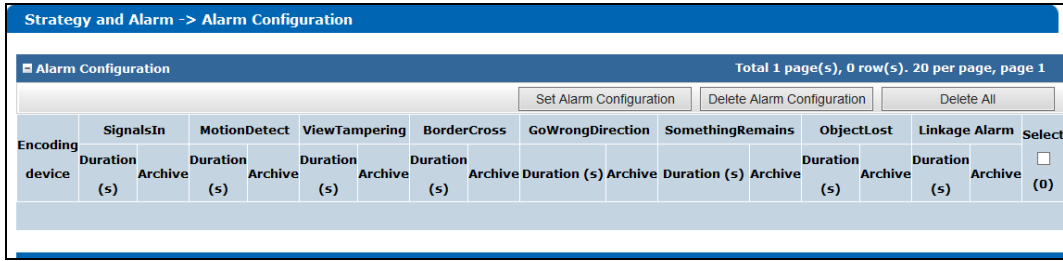 Strategy and Alarm -> Alarm Configuration
Alarm Configuration Total 1 page(s), 0 row(s). 20 per page, page 1
Set Alarm Configuration Delete Alarm Configuration Delete All
Encoding device SignalsIn MotionDetect ViewTampering BorderCross GoWrongDirection SomethingRemains ObjectLost Linkage Alarm Select
Duration (s) Archive Duration (s) Archive Duration (s) Archive Duration (s) Archive Duration (s) Archive Duration (s) Archive Duration (s) Archive Duration (s) Archive (0)